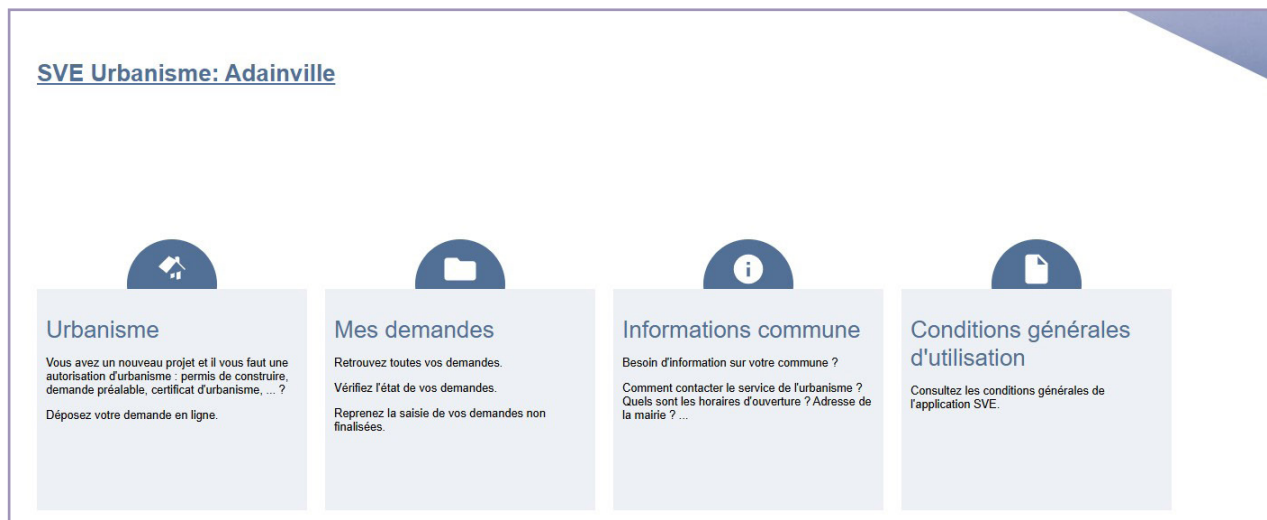 SVE Urbanisme: Adainville
Urbanisme
Vous avez un nouveau projet et il vous faut une
autorisation d'urbanisme : permis de construire,
demande préalable, certificat d'urbanisme, ... ?
Déposez votre demande en ligne.
Mes demandes
Retrouvez toutes vos demandes.
Vérifiez l'état de vos demandes.
Reprenez la saisie de vos demandes non
finalisées.
Informations commune
Besoin d'information sur votre commune ?
Comment contacter le service de l'urbanisme ?
Quels sont les horaires d'ouverture ? Adresse de
la mairie ? ...
Conditions générales
d'utilisation
Consultez les conditions générales de
l'application SVE.